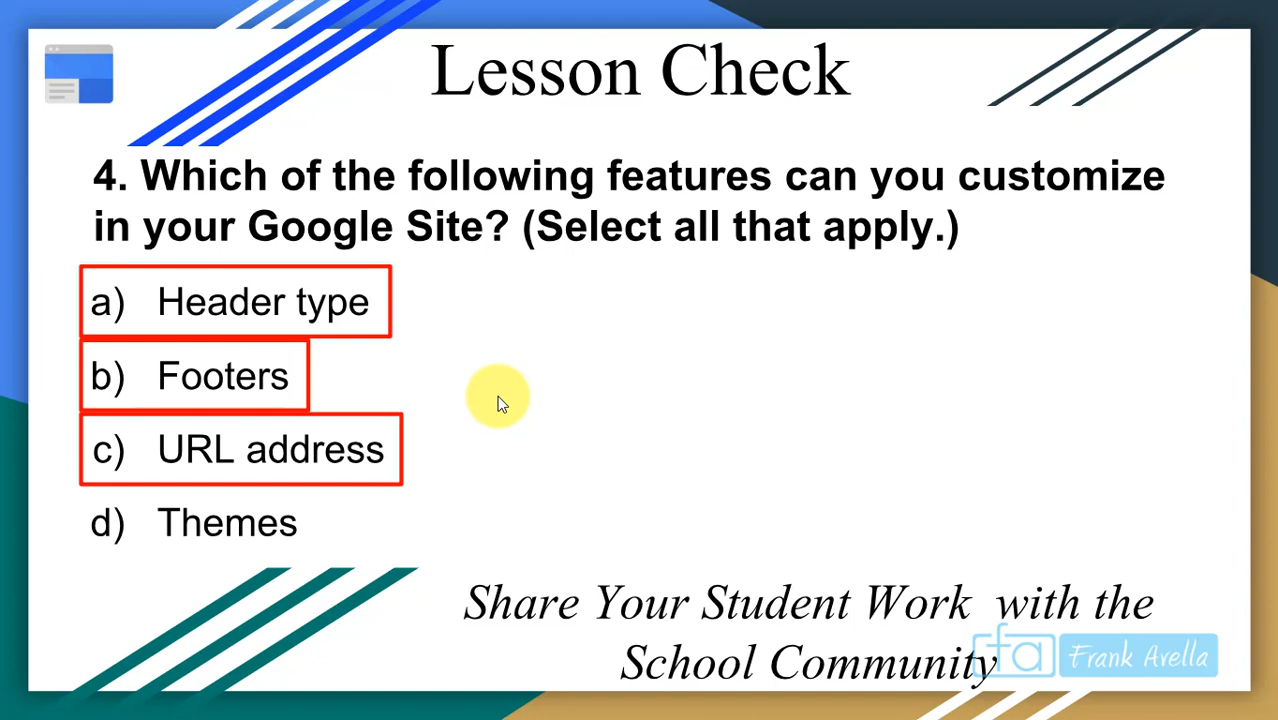 Lesson Check
4. Which of the following features can you customize
in your Google Site? (Select all that apply.)
a) Header type
b) Footers
c) URL address
d) Themes
Share Your Student Work with the
School Community
fa Frank Avella